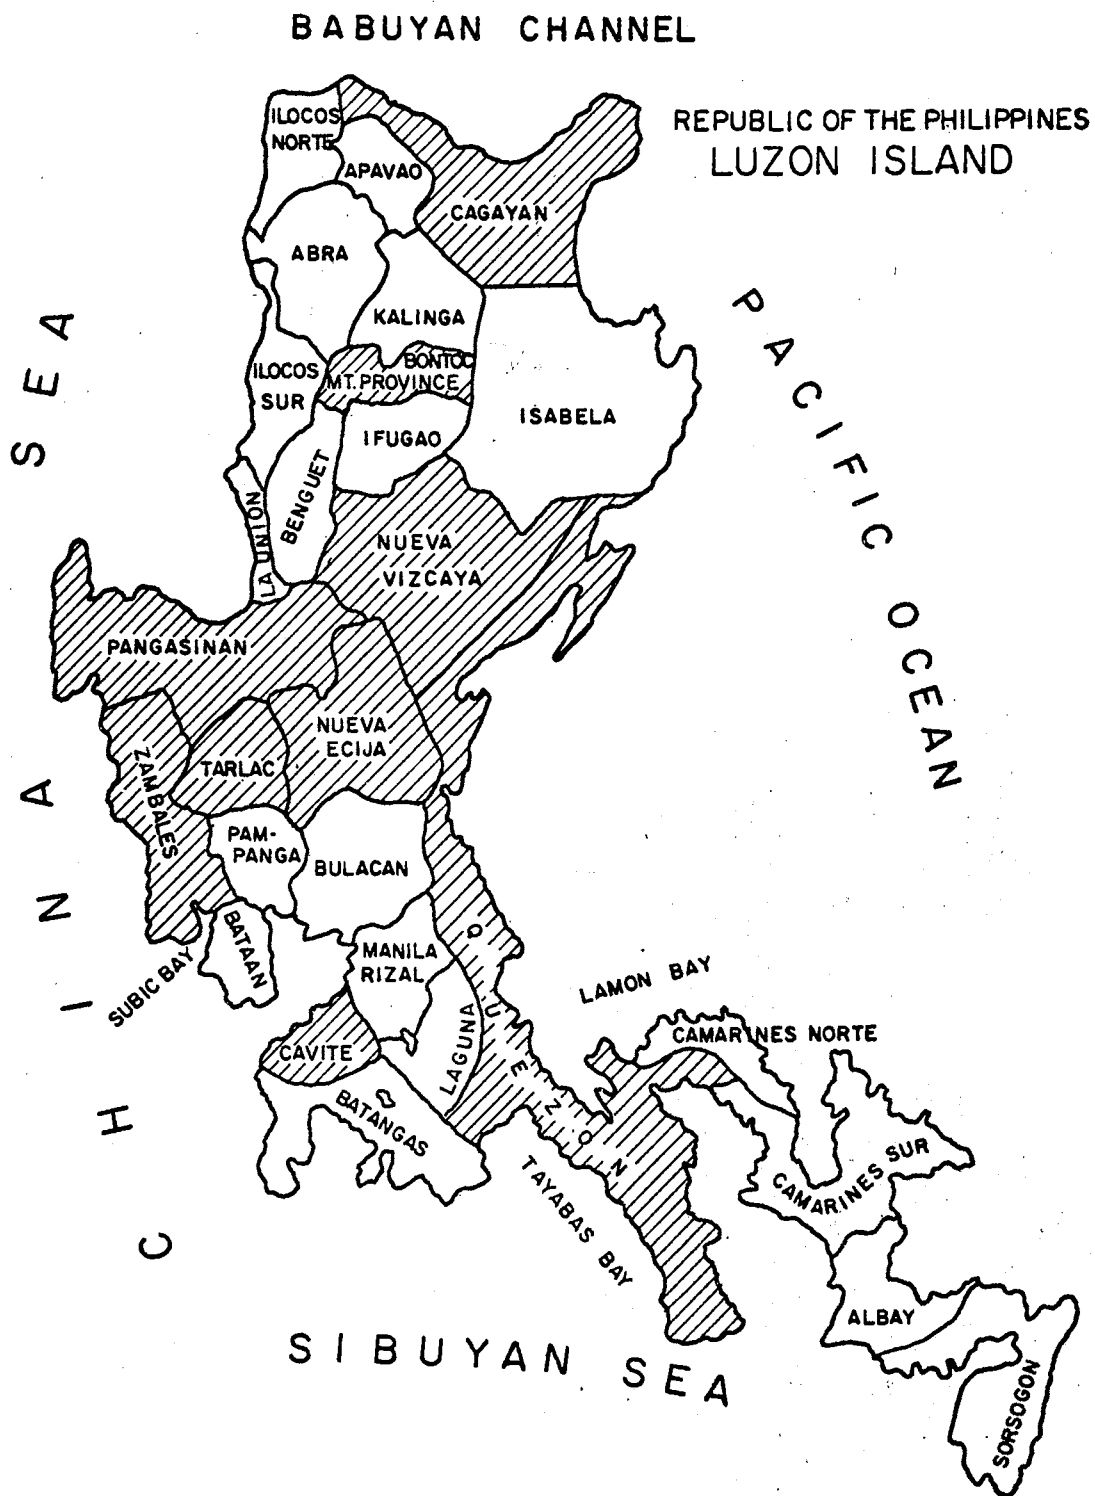 BABUYAN CHANNEL
REPUBLIC OF THE PHILIPPINES
LUZON ISLAND
ILOCOS
NORTE
APAVAO
CAGAYAN
ABRA
KALINGA
BONTOC
MT. PROVINCE
ILOCOS
SUR
IFUGAO
ISABELA
BENGUET
LA UNION
NUEVA
VIZCAYA
PANGASINAN
NUEVA
ECIJA
TARLAC
ZAMBALES
PAM-
PANGA
BULACAN
BATAAN
SUBIC BAY
MANILA
RIZAL
LAGUNA
CAVITE
BATANGAS
QUEZON
LAMON BAY
CAMARINES NORTE
CAMARINES SUR
TAYABAS BAY
ALBAY
SORSOGON
SIBUYAN SEA
CHINA SEA
PACIFIC OCEAN